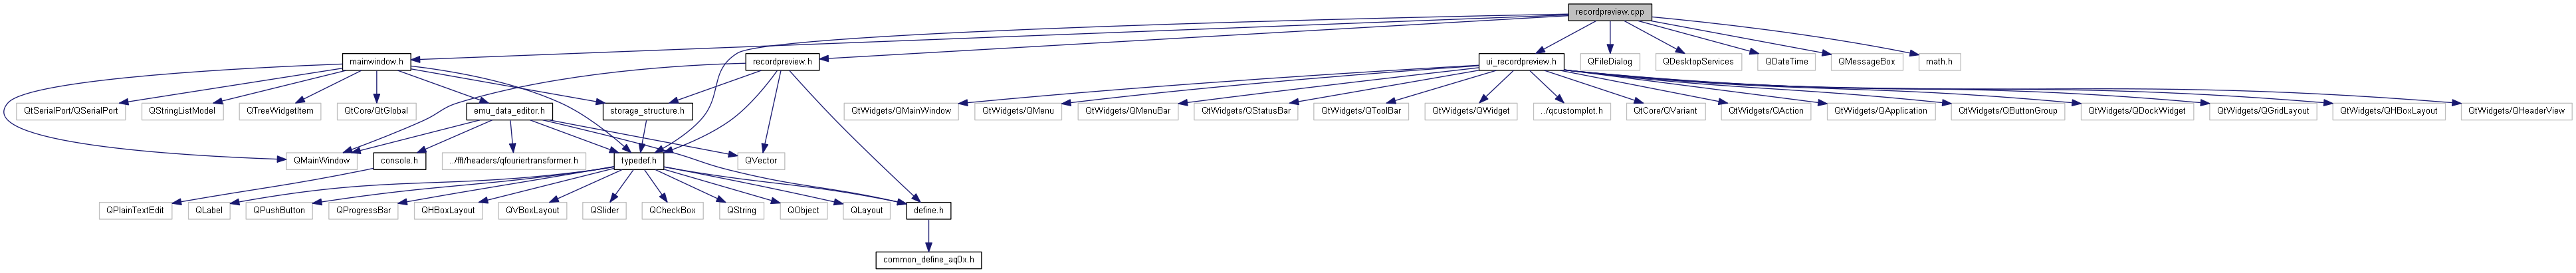 recordpreview.cpp
mainwindow.h
recordpreview.h
ui_recordpreview.h
QFileDialog
QDesktopServices
QDateTime
QMessageBox
math.h
QtSerialPort/QSerialPort
QStringListModel
QTreeWidgetItem
QtCore/QtGlobal
emu_data_editor.h
storage_structure.h
QtWidgets/QMainWindow
QtWidgets/QMenu
QtWidgets/QMenuBar
QtWidgets/QStatusBar
QtWidgets/QToolBar
QtWidgets/QWidget
../qcustomplot.h
QtCore/QVariant
QtWidgets/QAction
QtWidgets/QApplication
QtWidgets/QButtonGroup
QtWidgets/QDockWidget
QtWidgets/QGridLayout
QtWidgets/QHBoxLayout
QtWidgets/QHeaderView
QMainWindow
console.h
../fft/headers/qfouriertransformer.h
typedef.h
QVector
QPlainTextEdit
QLabel
QPushButton
QProgressBar
QHBoxLayout
QVBoxLayout
QSlider
QCheckBox
QString
QObject
QLayout
define.h
common_define_aq0x.h